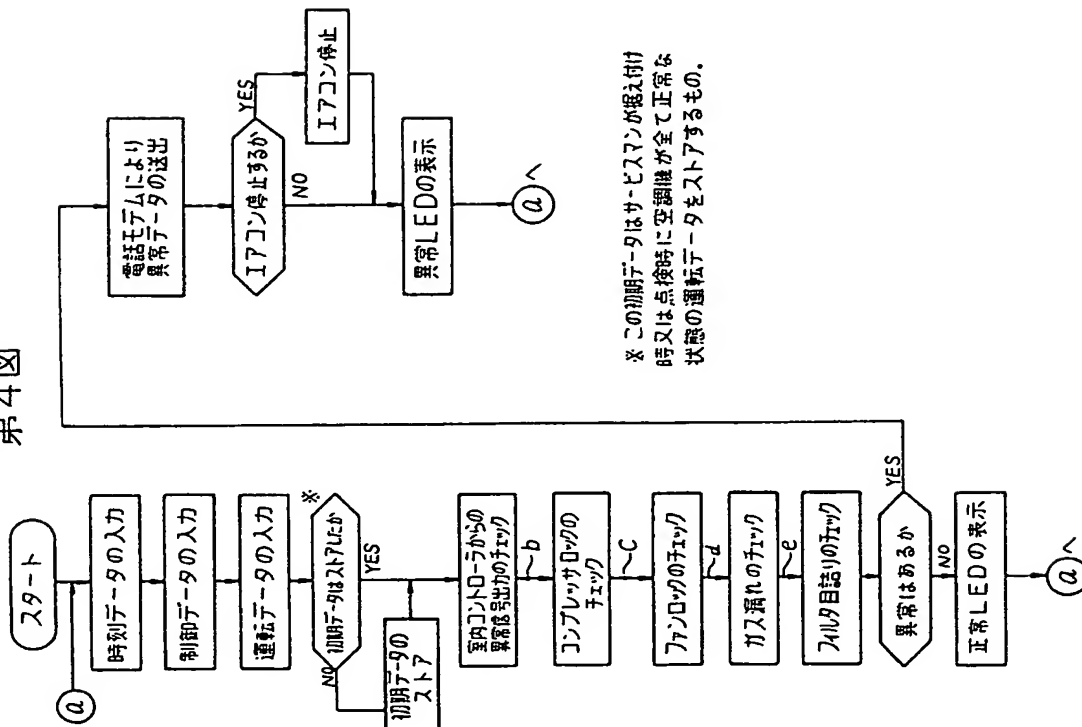 第4図
スタート
a
時刻データの入力
制御データの入力
運転データの入力
初期データはストアしたか
※
NO
YES
初期データの
ストア
室内コントローラからの
異常信号出力のチェック
b
コンプレッサロックの
チェック
C
ファンロックのチェック
d
ガス漏れのチェック
e
フィルタ目詰りのチェック
異常はあるか
YES
NO
正常LEDの表示
aへ
電話モデムにより
異常データの送出
エアコン停止するか
YES
NO
エアコン停止
異常LEDの表示
aへ
※ この初期データはサービスマンが据え付け
時又は点検時に空調機が全て正常な
状態の運転データをストアするもの.